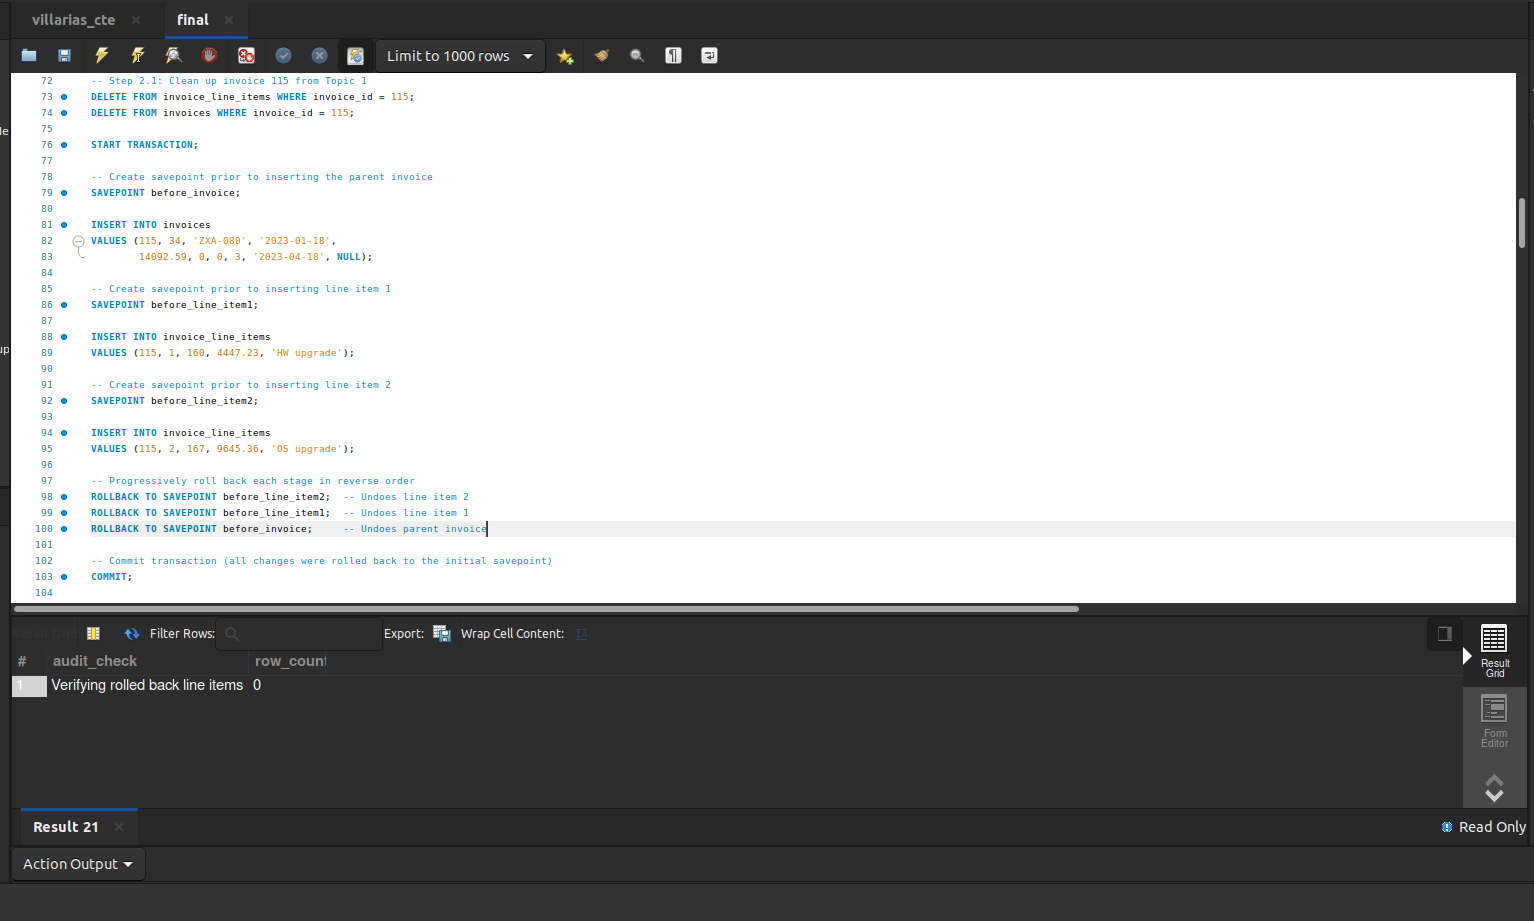 villarias_cte
final
Limit to 1000 rows
72 -- Step 2.1: Clean up invoice 115 from Topic 1
73 DELETE FROM invoice_line_items WHERE invoice_id = 115;
74 DELETE FROM invoices WHERE invoice_id = 115;
75
76 START TRANSACTION;
77
78 -- Create savepoint prior to inserting the parent invoice
79 SAVEPOINT before_invoice;
80
81 INSERT INTO invoices
82 VALUES (115, 34, 'ZXA-080', '2023-01-18',
83 14092.59, 0, 0, 3, '2023-04-18', NULL);
84
85 -- Create savepoint prior to inserting line item 1
86 SAVEPOINT before_line_item1;
87
88 INSERT INTO invoice_line_items
89 VALUES (115, 1, 160, 4447.23, 'HW upgrade');
90
91 -- Create savepoint prior to inserting line item 2
92 SAVEPOINT before_line_item2;
93
94 INSERT INTO invoice_line_items
95 VALUES (115, 2, 167, 9645.36, 'OS upgrade');
96
97 -- Progressively roll back each stage in reverse order
98 ROLLBACK TO SAVEPOINT before_line_item2; -- Undoes line item 2
99 ROLLBACK TO SAVEPOINT before_line_item1; -- Undoes line item 1
100 ROLLBACK TO SAVEPOINT before_invoice; -- Undoes parent invoice
101
102 -- Commit transaction (all changes were rolled back to the initial savepoint)
103 COMMIT;
104
le
up
Result Grid Filter Rows: Export: Wrap Cell Content:
# audit_check row_count
1 Verifying rolled back line items 0
Result
Grid
Form
Editor
Result 21
Read Only
Action Output